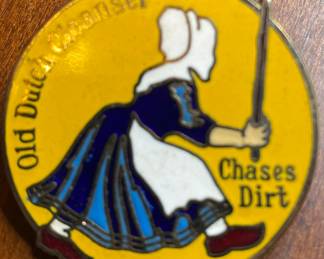 Old Dutch Cleanser
Chases
Dirt